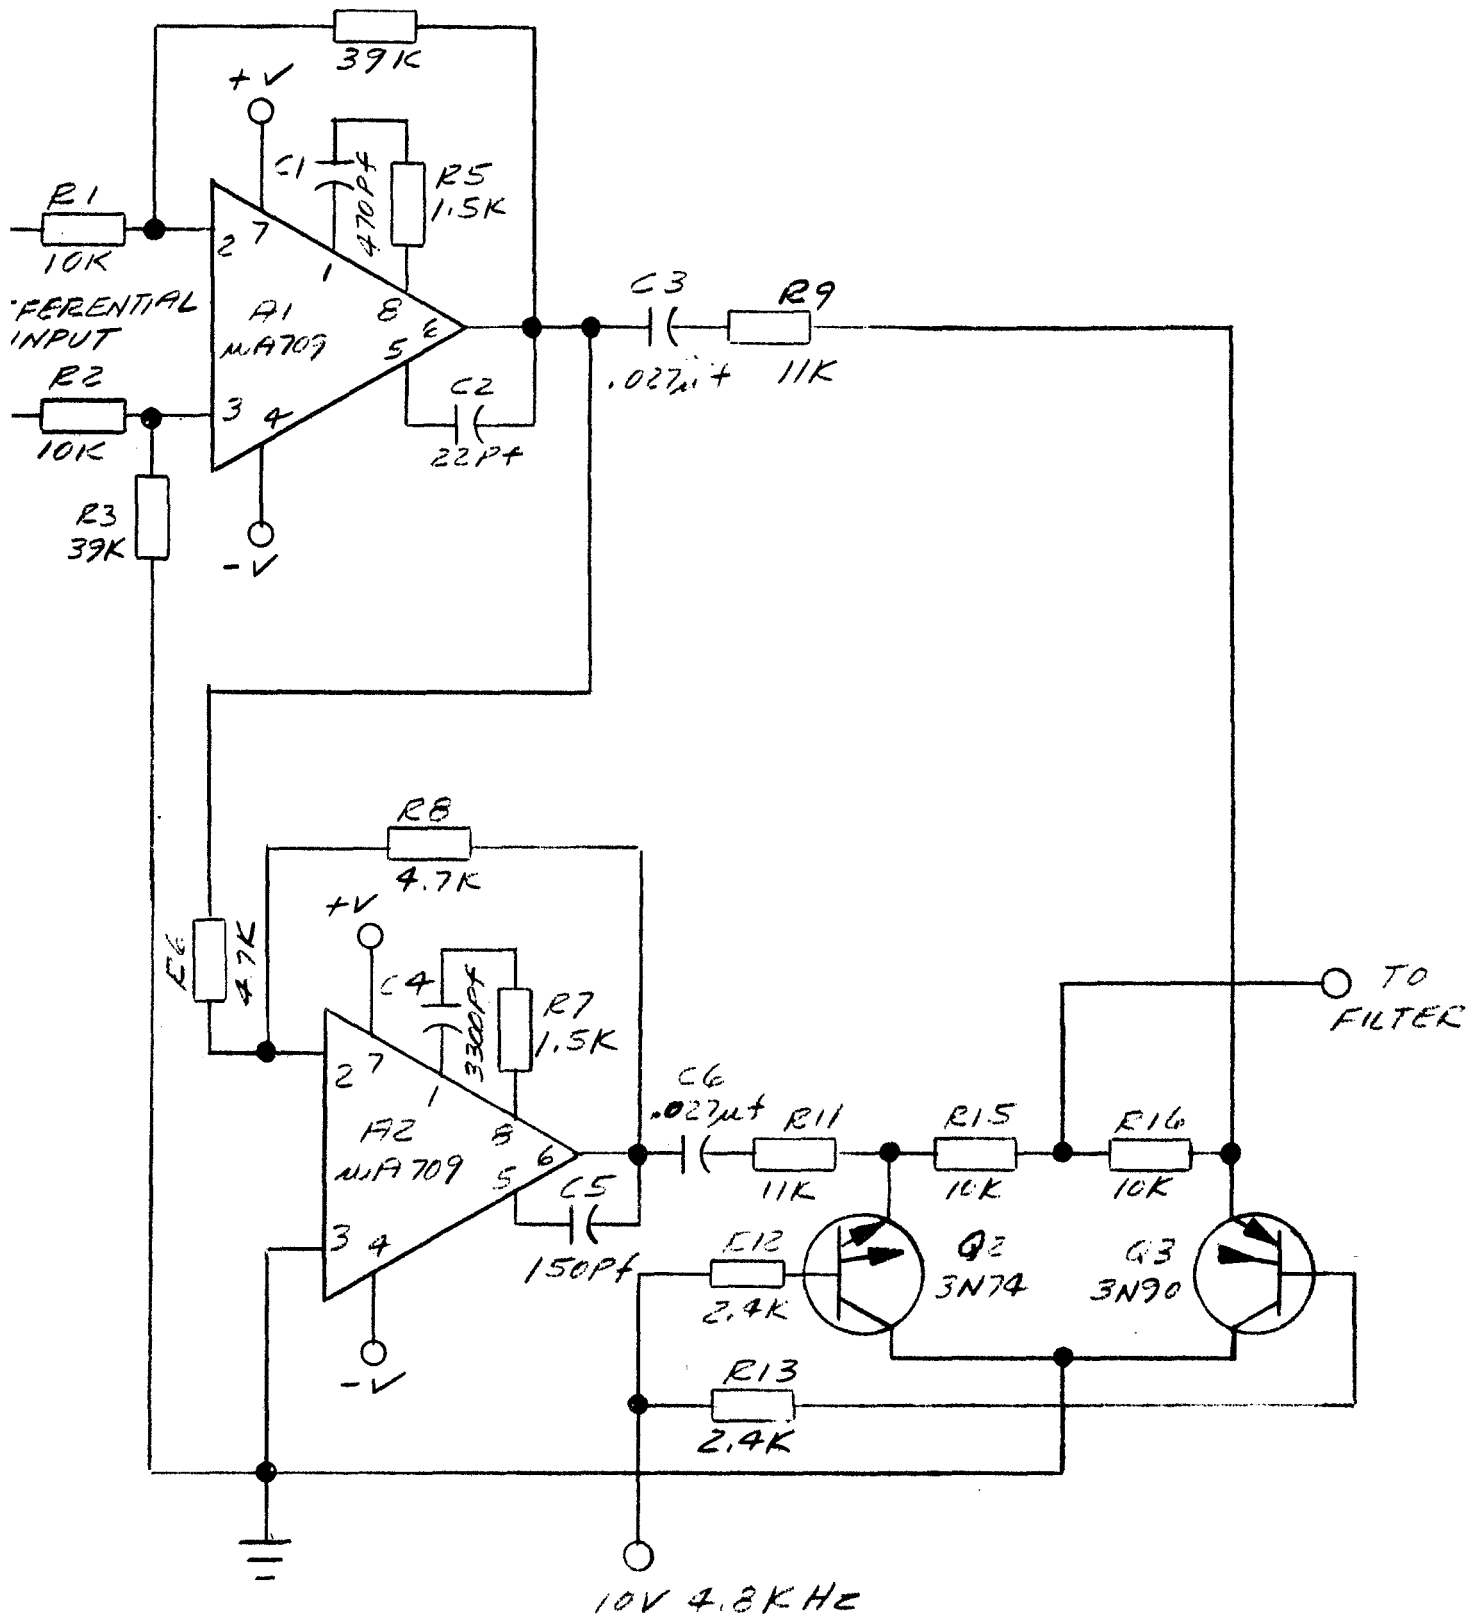 39K
+V
C1
470Pf
R5
1.5K
R1
10K
2
7
1
FFERENTIAL
INPUT
A1
μA709
8
6
5
R2
10K
3
4
C2
22Pf
R3
39K
-V
C3
.027μf
R9
11K
R8
4.7K
+V
R6
4.7K
C4
3300Pf
R7
1.5K
TO
FILTER
2
7
1
A2
μA709
8
6
5
C6
.027μf
R11
11K
R15
10K
R16
10K
3
4
C5
150Pf
R12
2.4K
Q2
3N74
Q3
3N90
-V
R13
2.4K
10V 4.8KHz